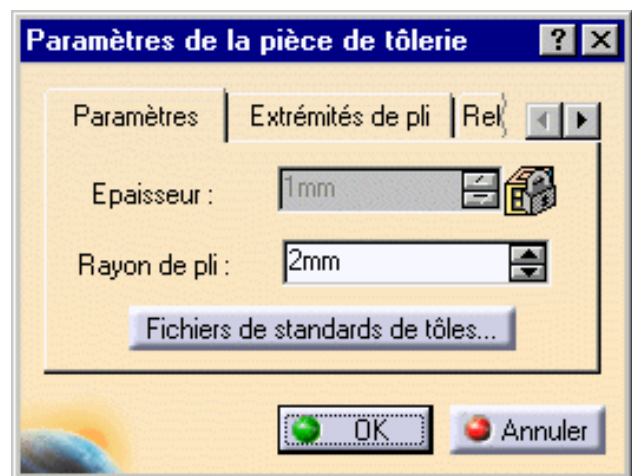 Paramètres de la pièce de tôlerie
Paramètres Extrémités de pli
Epaisseur : 1mm
Rayon de pli : 2mm
Fichiers de standards de tôles...
OK Annuler